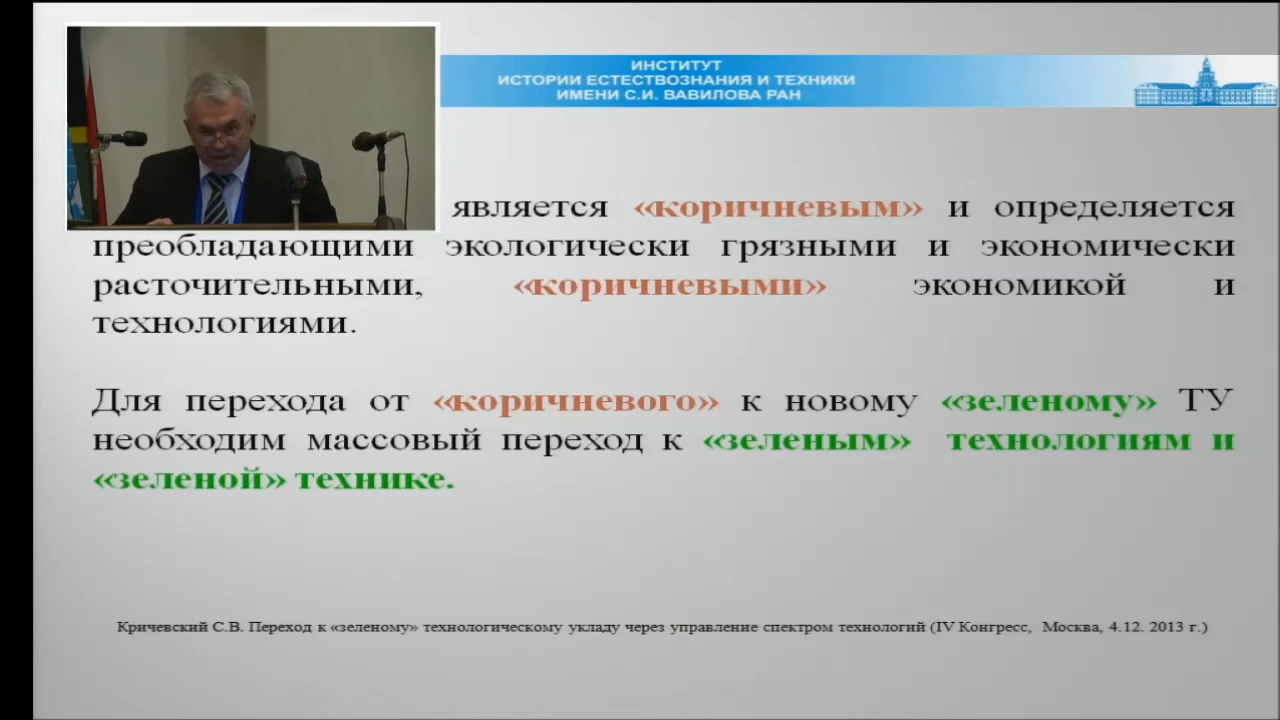 ИНСТИТУТ
ИСТОРИИ ЕСТЕСТВОЗНАНИЯ И ТЕХНИКИ
ИМЕНИ С.И. ВАВИЛОВА РАН
является «коричневым» и определяется
преобладающими экологически грязными и экономически
расточительными, «коричневыми» экономикой и
технологиями.
Для перехода от «коричневого» к новому «зеленому» ТУ
необходим массовый переход к «зеленым» технологиям и
«зеленой» технике.
Кричевский С.В. Переход к «зеленому» технологическому укладу через управление спектром технологий (IV Конгресс, Москва, 4.12. 2013 г.)